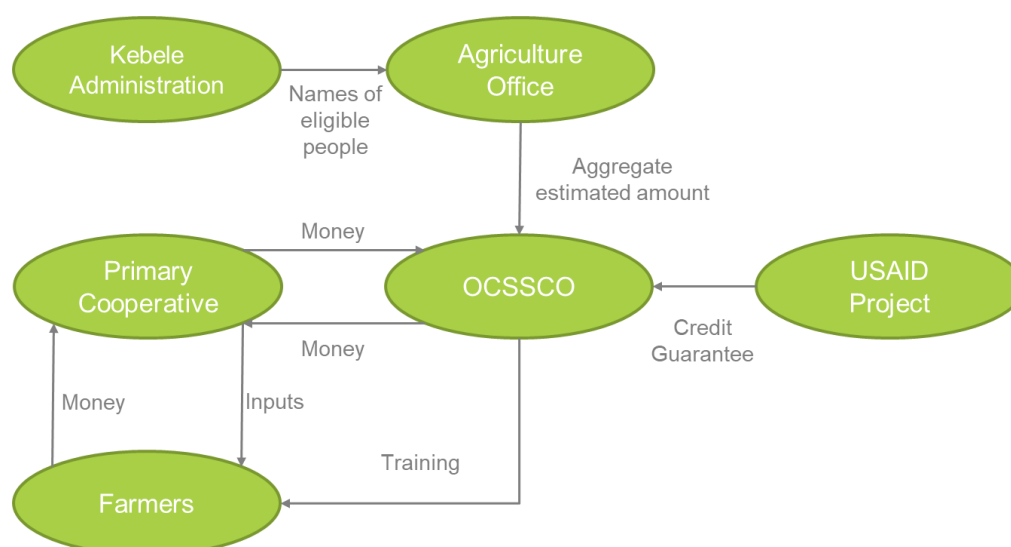 Kebele
Administration
Names of
eligible
people
Agriculture
Office
Aggregate
estimated amount
Money
Primary
Cooperative
OCSSCO
USAID
Project
Money
Credit
Guarantee
Money
Inputs
Training
Farmers